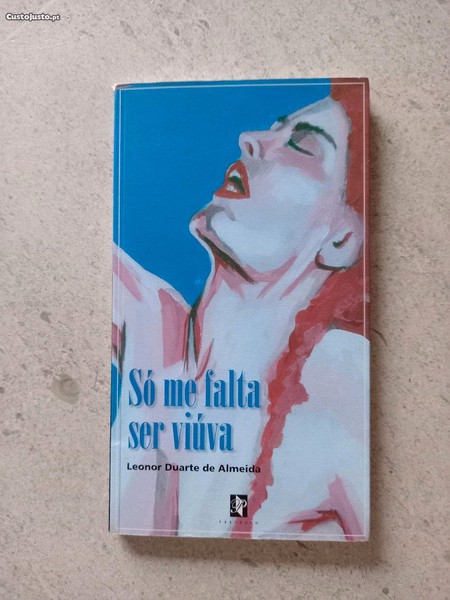 CustoJusto.pt
Só me falta
ser viúva
Leonor Duarte de Almeida